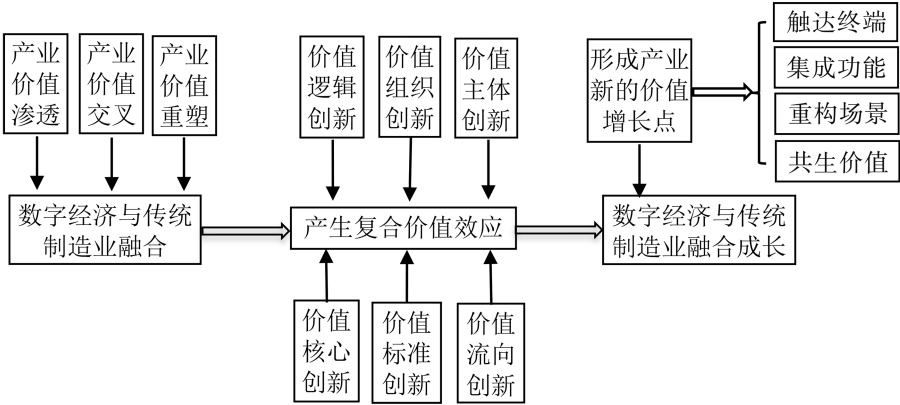 产业
价值
渗透
产业
价值
交叉
产业
价值
重塑
数字经济与传统
制造业融合
价值
逻辑
创新
价值
组织
创新
价值
主体
创新
产生复合价值效应
价值
核心
创新
价值
标准
创新
价值
流向
创新
形成产业
新的价值
增长点
触达终端
集成功能
重构场景
共生价值
数字经济与传统
制造业融合成长